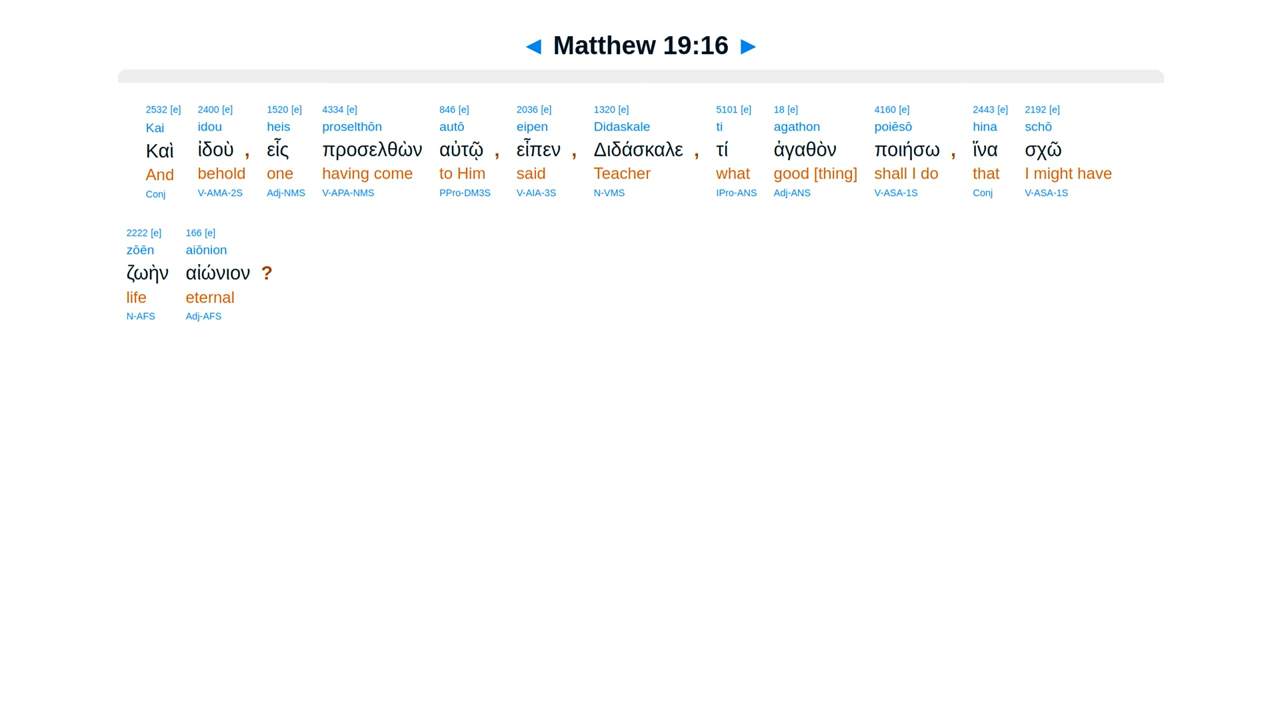 ◄ Matthew 19:16 ►
2532 [e] 2400 [e] 1520 [e] 4334 [e] 846 [e] 2036 [e] 1320 [e] 5101 [e] 18 [e] 4160 [e] 2443 [e] 2192 [e]
Kai idou heis proselthōn autō eipen Didaskale ti agathon poiēsō hina schō
Καὶ ἰδοὺ , εἷς προσελθὼν αὐτῷ , εἶπεν , Διδάσκαλε , τί ἀγαθὸν ποιήσω , ἵνα σχῶ
And behold one having come to Him said Teacher what good [thing] shall I do that I might have
Conj V-AMA-2S Adj-NMS V-APA-NMS PPro-DM3S V-AIA-3S N-VMS IPro-ANS Adj-ANS V-ASA-1S Conj V-ASA-1S
2222 [e] 166 [e]
zōēn aiōnion
ζωὴν αἰώνιον ?
life eternal
N-AFS Adj-AFS